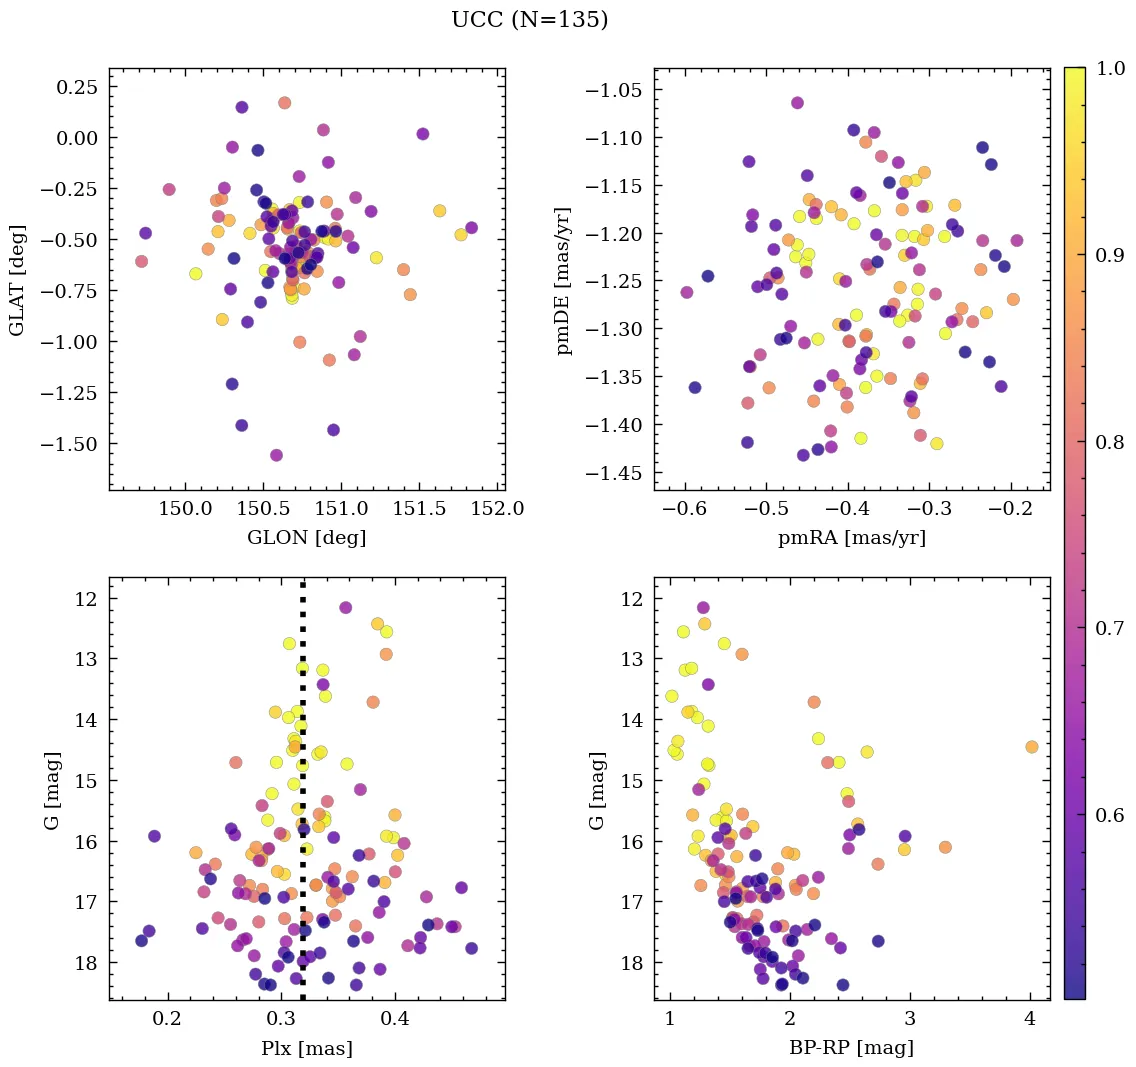 UCC (N=135)
0.25
0.00
−0.25
−0.50
−0.75
−1.00
−1.25
−1.50
GLAT [deg]
150.0 150.5 151.0 151.5 152.0
GLON [deg]
−1.05
−1.10
−1.15
−1.20
−1.25
−1.30
−1.35
−1.40
−1.45
pmDE [mas/yr]
−0.6 −0.5 −0.4 −0.3 −0.2
pmRA [mas/yr]
12
13
14
15
16
17
18
G [mag]
0.2 0.3 0.4
Plx [mas]
12
13
14
15
16
17
18
G [mag]
1 2 3 4
BP-RP [mag]
1.0
0.9
0.8
0.7
0.6